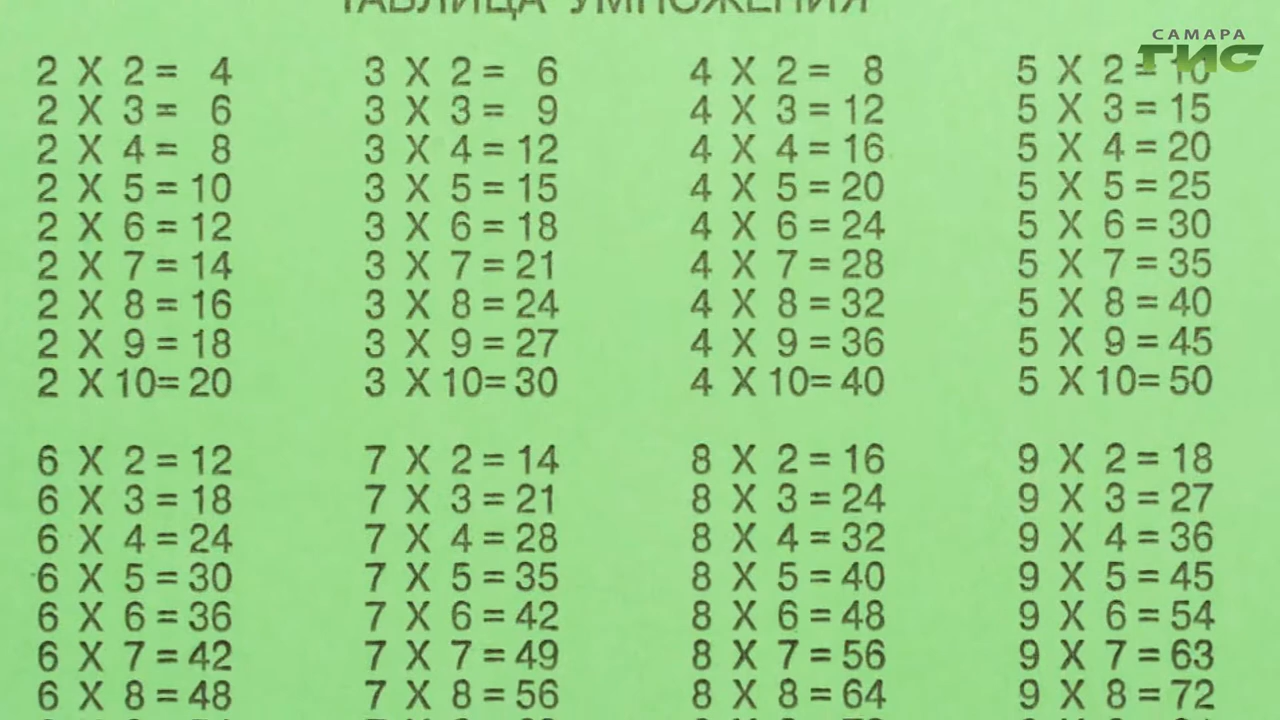 ТАБЛИЦА УМНОЖЕНИЯ
САМАРА
ГИС
2 X 2 = 4 3 X 2 = 6 4 X 2 = 8 5 X 2 = 10
2 X 3 = 6 3 X 3 = 9 4 X 3 = 12 5 X 3 = 15
2 X 4 = 8 3 X 4 = 12 4 X 4 = 16 5 X 4 = 20
2 X 5 = 10 3 X 5 = 15 4 X 5 = 20 5 X 5 = 25
2 X 6 = 12 3 X 6 = 18 4 X 6 = 24 5 X 6 = 30
2 X 7 = 14 3 X 7 = 21 4 X 7 = 28 5 X 7 = 35
2 X 8 = 16 3 X 8 = 24 4 X 8 = 32 5 X 8 = 40
2 X 9 = 18 3 X 9 = 27 4 X 9 = 36 5 X 9 = 45
2 X 10= 20 3 X 10= 30 4 X 10= 40 5 X 10= 50
6 X 2 = 12 7 X 2 = 14 8 X 2 = 16 9 X 2 = 18
6 X 3 = 18 7 X 3 = 21 8 X 3 = 24 9 X 3 = 27
6 X 4 = 24 7 X 4 = 28 8 X 4 = 32 9 X 4 = 36
6 X 5 = 30 7 X 5 = 35 8 X 5 = 40 9 X 5 = 45
6 X 6 = 36 7 X 6 = 42 8 X 6 = 48 9 X 6 = 54
6 X 7 = 42 7 X 7 = 49 8 X 7 = 56 9 X 7 = 63
6 X 8 = 48 7 X 8 = 56 8 X 8 = 64 9 X 8 = 72